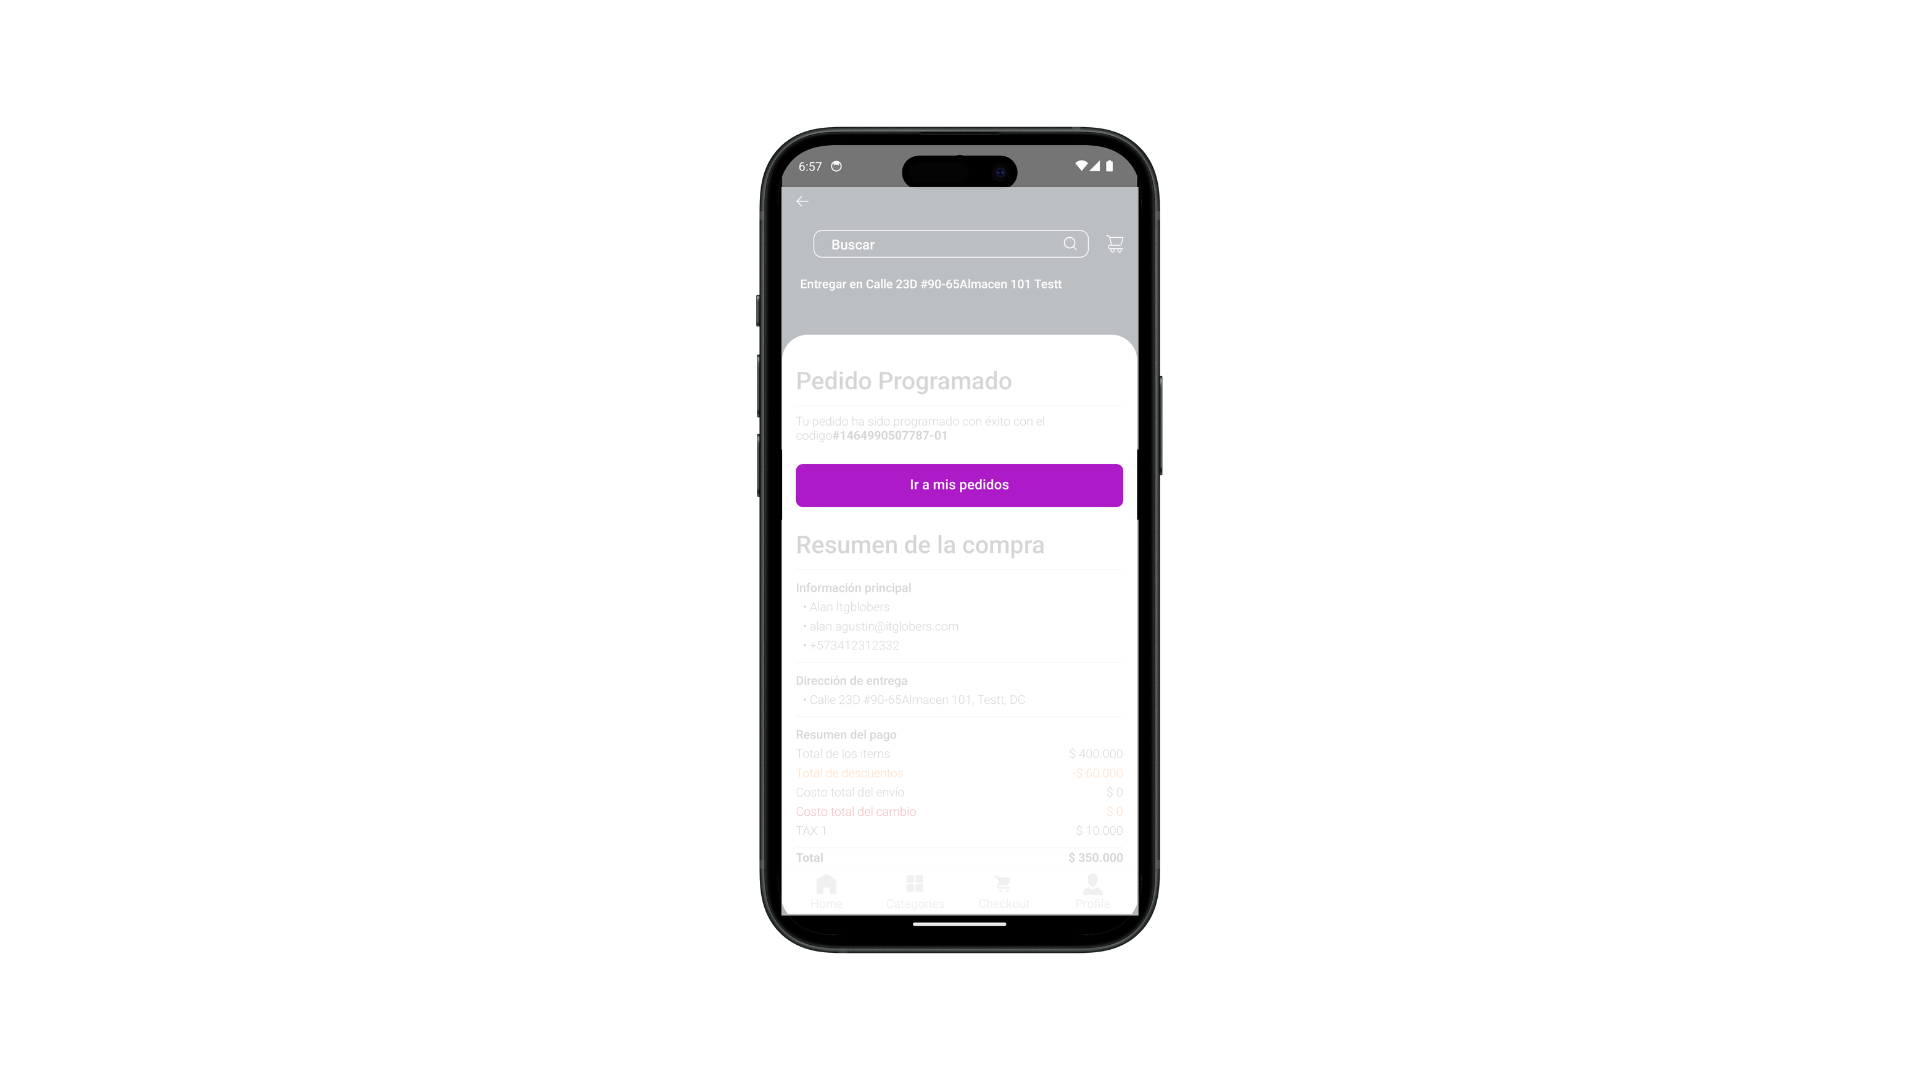 6:57
Buscar
Entregar en Calle 23D #90-65Almacen 101 Testt
Pedido Programado
Tu pedido ha sido programado con éxito con el
codigo#1464990507787-01
Ir a mis pedidos
Resumen de la compra
Información principal
• Alan Itgblobers
• alan.agustin@itglobers.com
• +573412312332
Dirección de entrega
• Calle 23D #90-65Almacen 101, Testt, DC
Resumen del pago
Total de los items $ 400.000
Total de descuentos -$ 60.000
Costo total del envío $ 0
Costo total del cambio $ 0
TAX 1 $ 10.000
Total $ 350.000
Home Categories Checkout Profile